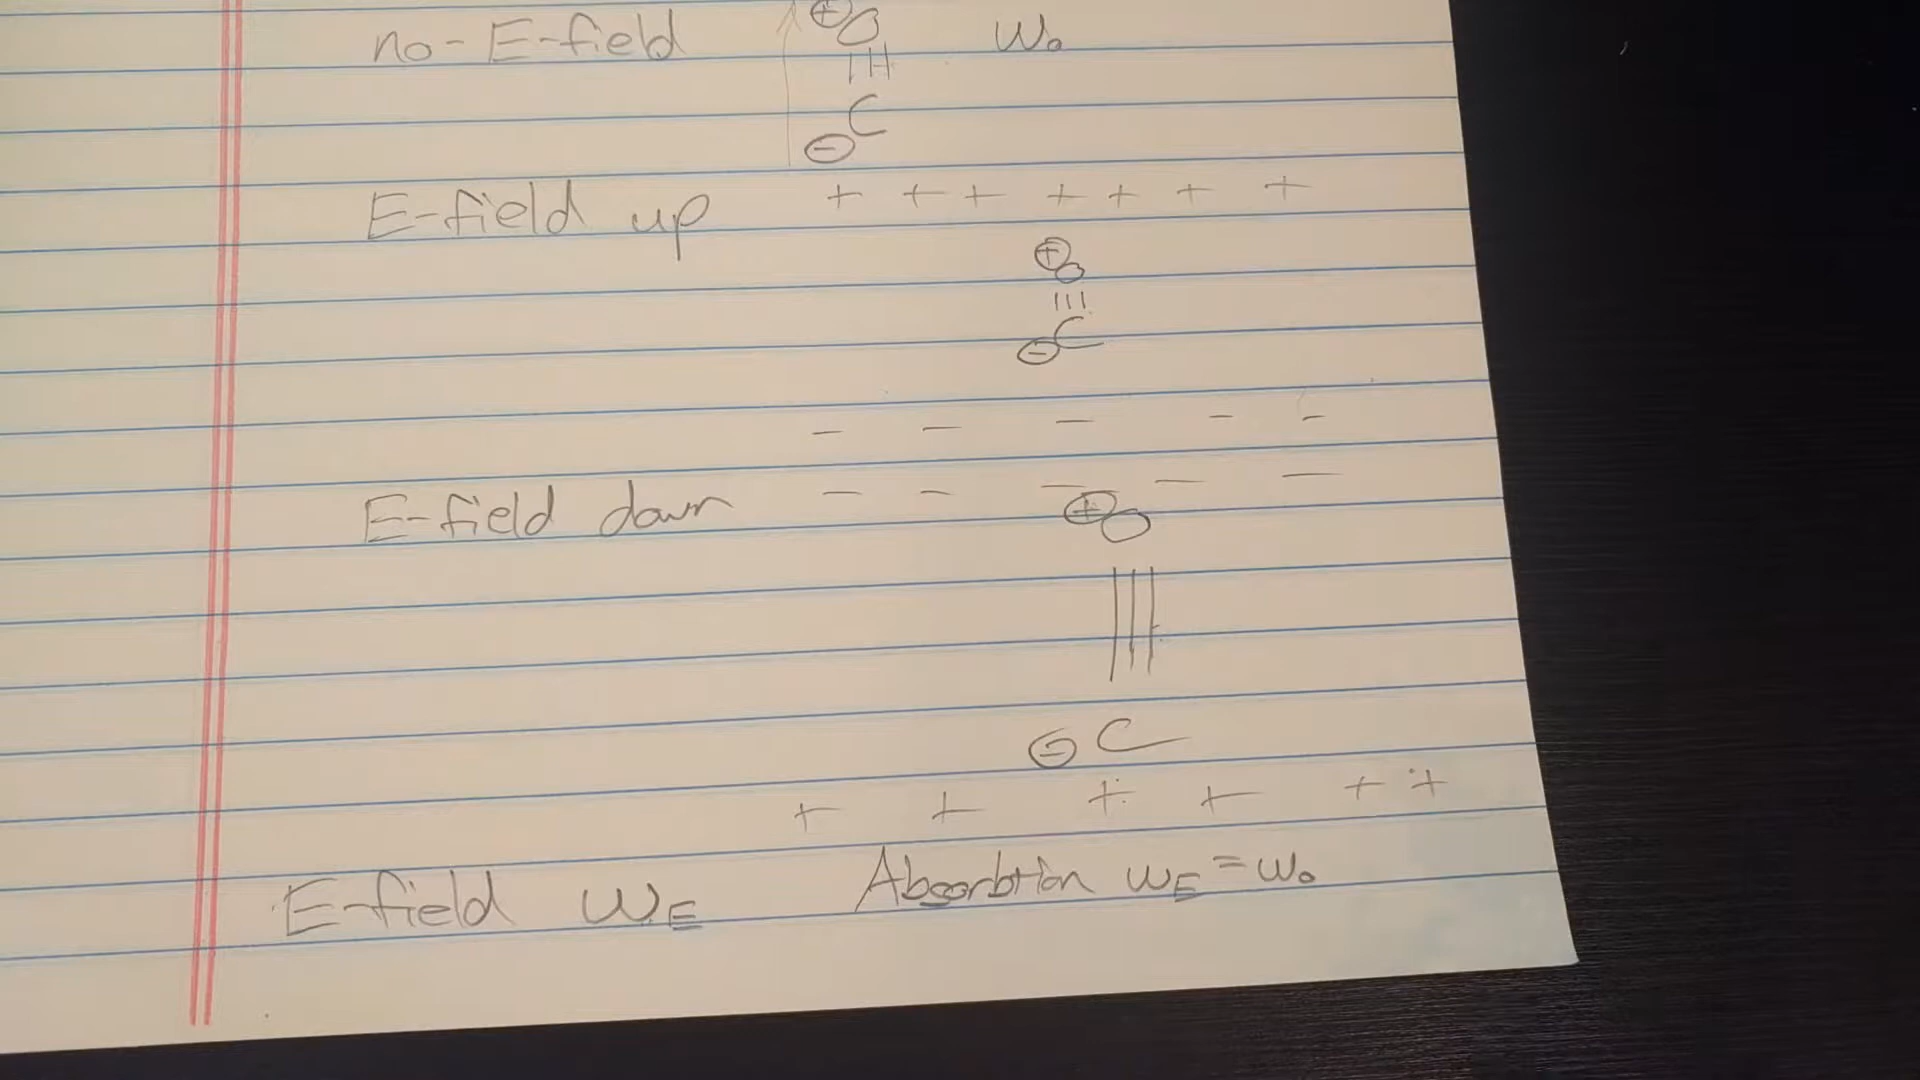 no-E-field ⊕O ω₀
|||
C
⊖
E-field up + + + + + + +
⊕O
|||
⊖C
− − − − −
E-field down − − − − −
⊕O
|||
⊖C
+ + + + + +
E-field ω_E Absorbtion ω_E = ω₀